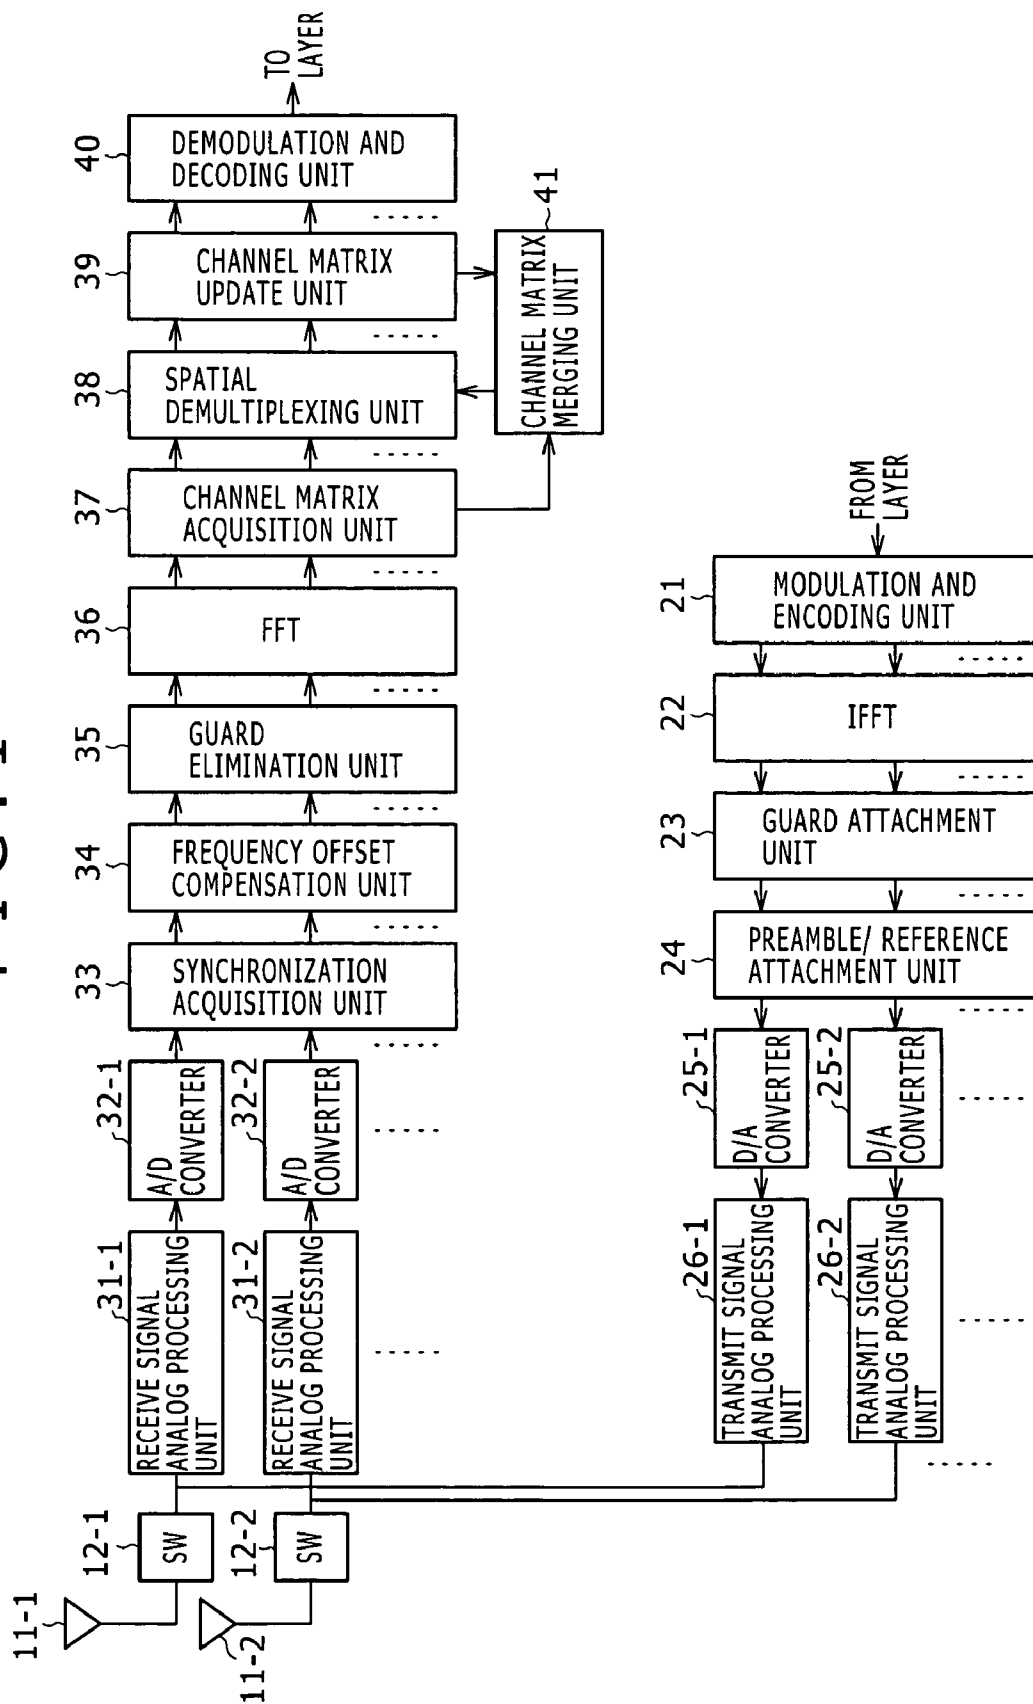 11-1
11-2
12-1
SW
12-2
SW
31-1
RECEIVE SIGNAL
ANALOG PROCESSING
UNIT
31-2
RECEIVE SIGNAL
ANALOG PROCESSING
UNIT
32-1
A/D
CONVERTER
32-2
A/D
CONVERTER
33
SYNCHRONIZATION
ACQUISITION UNIT
34
FREQUENCY OFFSET
COMPENSATION UNIT
35
GUARD
ELIMINATION UNIT
36
FFT
37
CHANNEL MATRIX
ACQUISITION UNIT
38
SPATIAL
DEMULTIPLEXING UNIT
39
CHANNEL MATRIX
UPDATE UNIT
40
DEMODULATION AND
DECODING UNIT
TO
LAYER
41
CHANNEL MATRIX
MERGING UNIT
26-1
TRANSMIT SIGNAL
ANALOG PROCESSING
UNIT
26-2
TRANSMIT SIGNAL
ANALOG PROCESSING
UNIT
25-1
D/A
CONVERTER
25-2
D/A
CONVERTER
24
PREAMBLE/ REFERENCE
ATTACHMENT UNIT
23
GUARD ATTACHMENT
UNIT
22
IFFT
21
MODULATION AND
ENCODING UNIT
FROM
LAYER